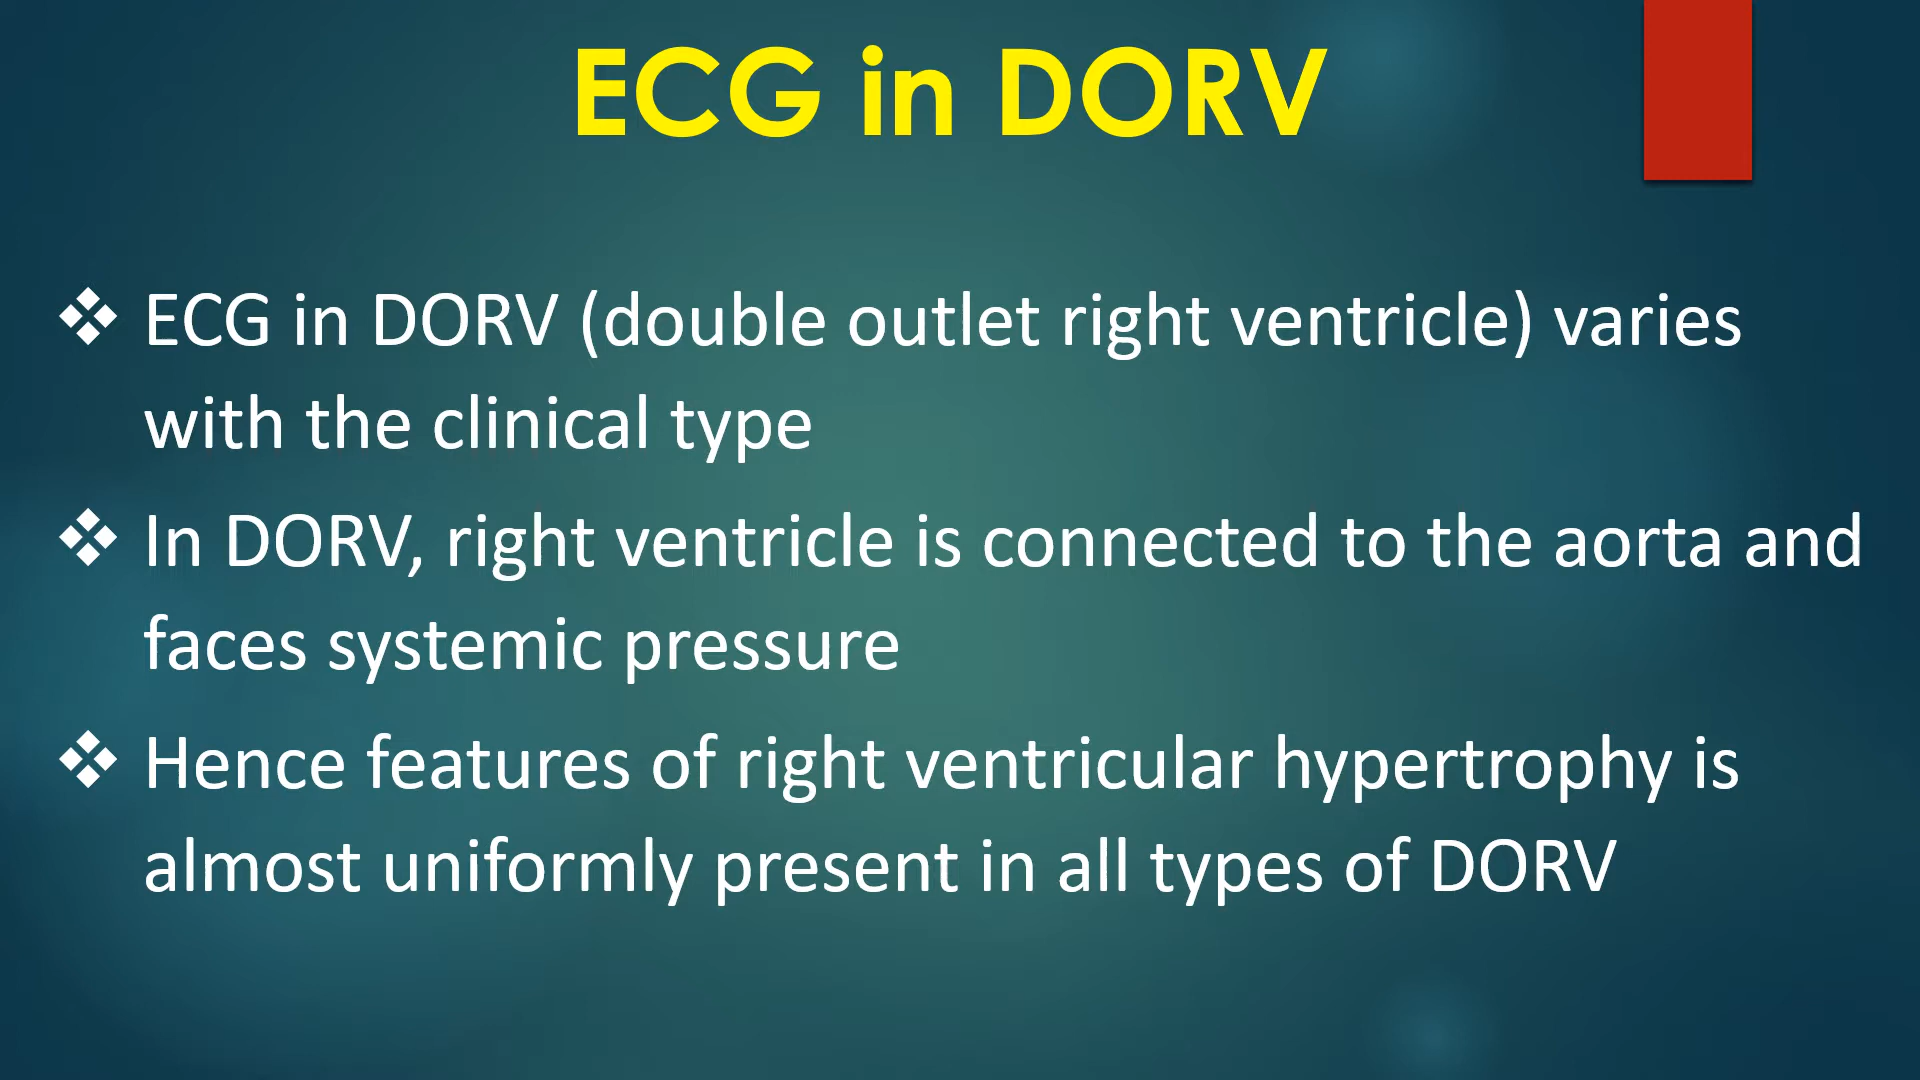 ECG in DORV
❖ ECG in DORV (double outlet right ventricle) varies
with the clinical type
❖ In DORV, right ventricle is connected to the aorta and
faces systemic pressure
❖ Hence features of right ventricular hypertrophy is
almost uniformly present in all types of DORV